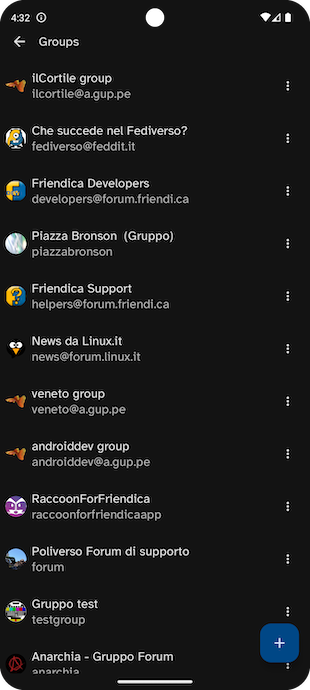 4:32
Groups
ilCortile group
ilcortile@a.gup.pe
Che succede nel Fediverso?
fediverso@feddit.it
Friendica Developers
developers@forum.friendi.ca
Piazza Bronson (Gruppo)
piazzabronson
Friendica Support
helpers@forum.friendi.ca
News da Linux.it
news@forum.linux.it
veneto group
veneto@a.gup.pe
androiddev group
androiddev@a.gup.pe
RaccoonForFriendica
raccoonforfriendicaapp
Poliverso Forum di supporto
forum
Gruppo test
testgroup
Anarchia - Gruppo Forum
anarchia